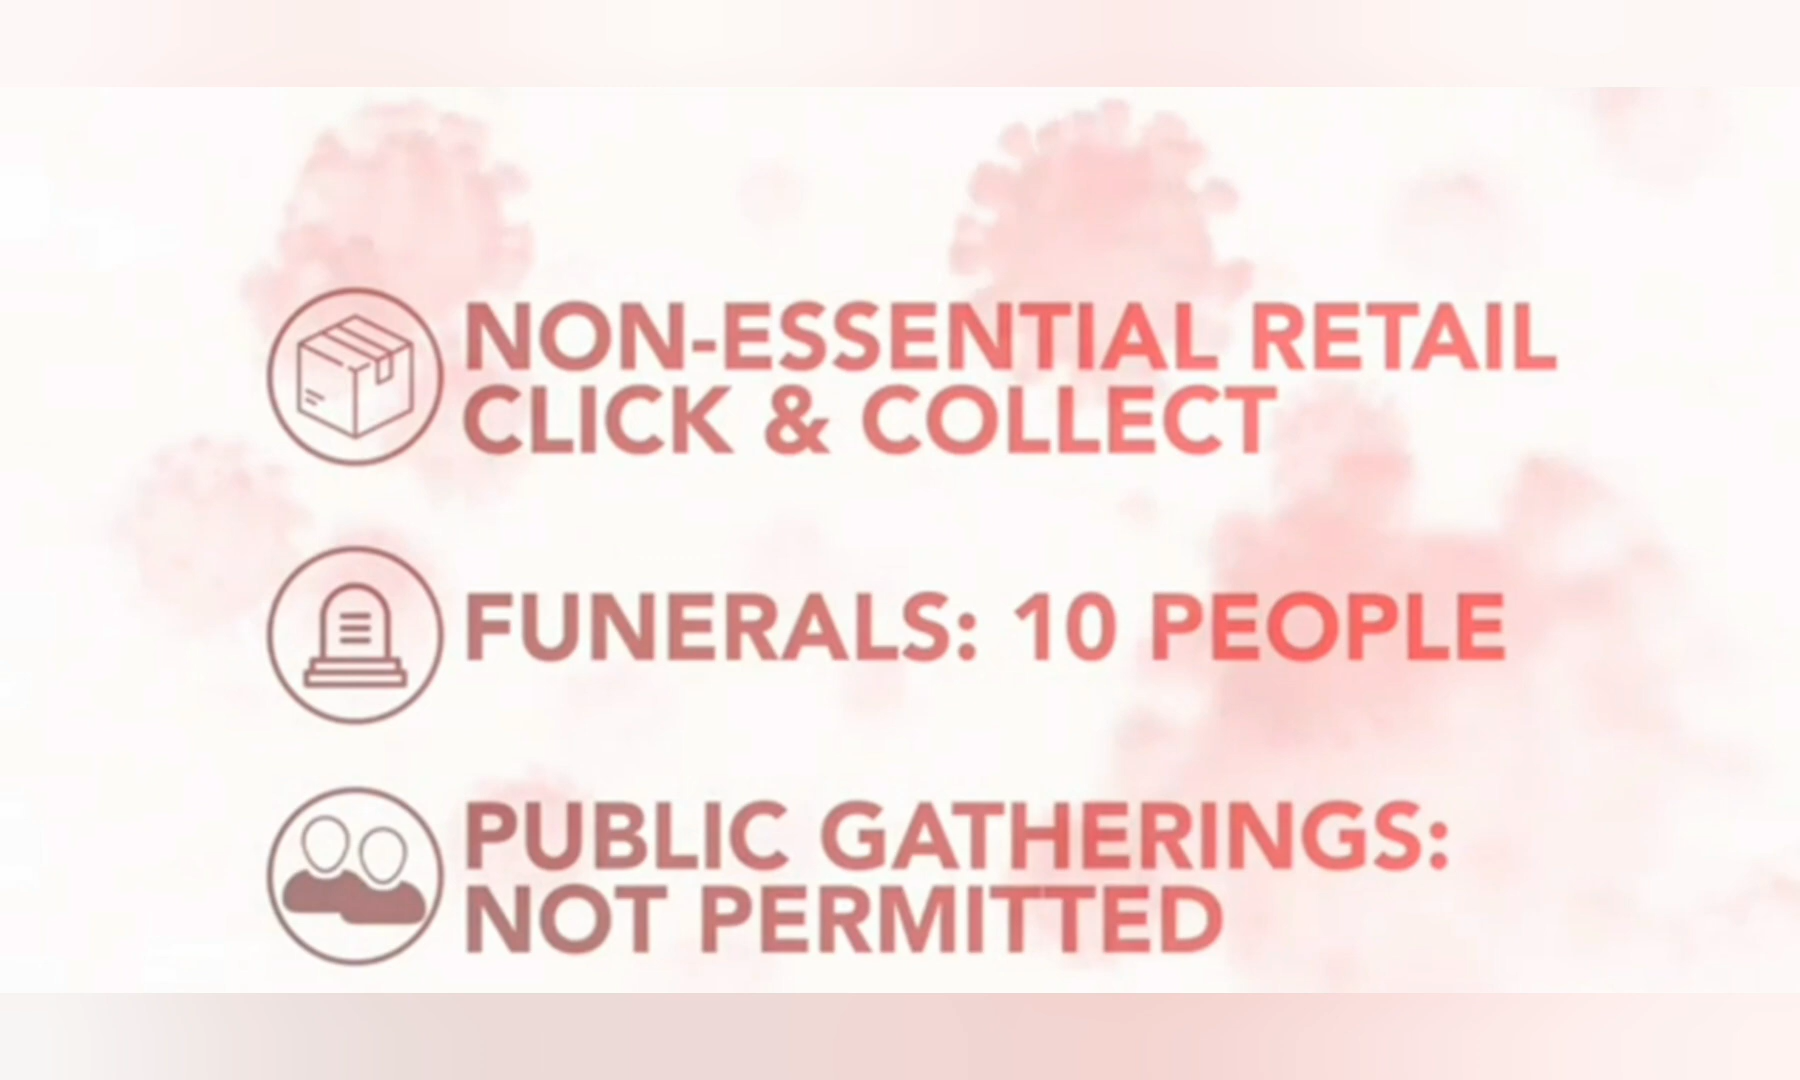 NON-ESSENTIAL RETAIL
CLICK & COLLECT
FUNERALS: 10 PEOPLE
PUBLIC GATHERINGS:
NOT PERMITTED